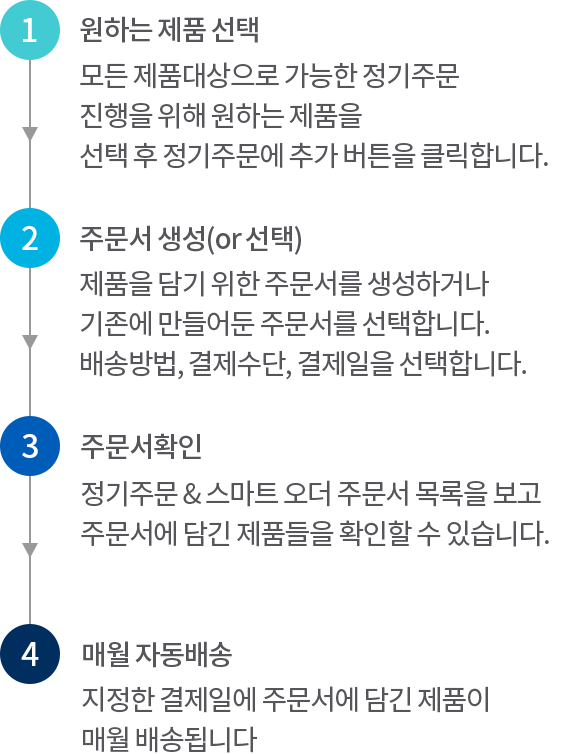 1 원하는 제품 선택
모든 제품대상으로 가능한 정기주문
진행을 위해 원하는 제품을
선택 후 정기주문에 추가 버튼을 클릭합니다.
2 주문서 생성(or 선택)
제품을 담기 위한 주문서를 생성하거나
기존에 만들어둔 주문서를 선택합니다.
배송방법, 결제수단, 결제일을 선택합니다.
3 주문서확인
정기주문 & 스마트 오더 주문서 목록을 보고
주문서에 담긴 제품들을 확인할 수 있습니다.
4 매월 자동배송
지정한 결제일에 주문서에 담긴 제품이
매월 배송됩니다